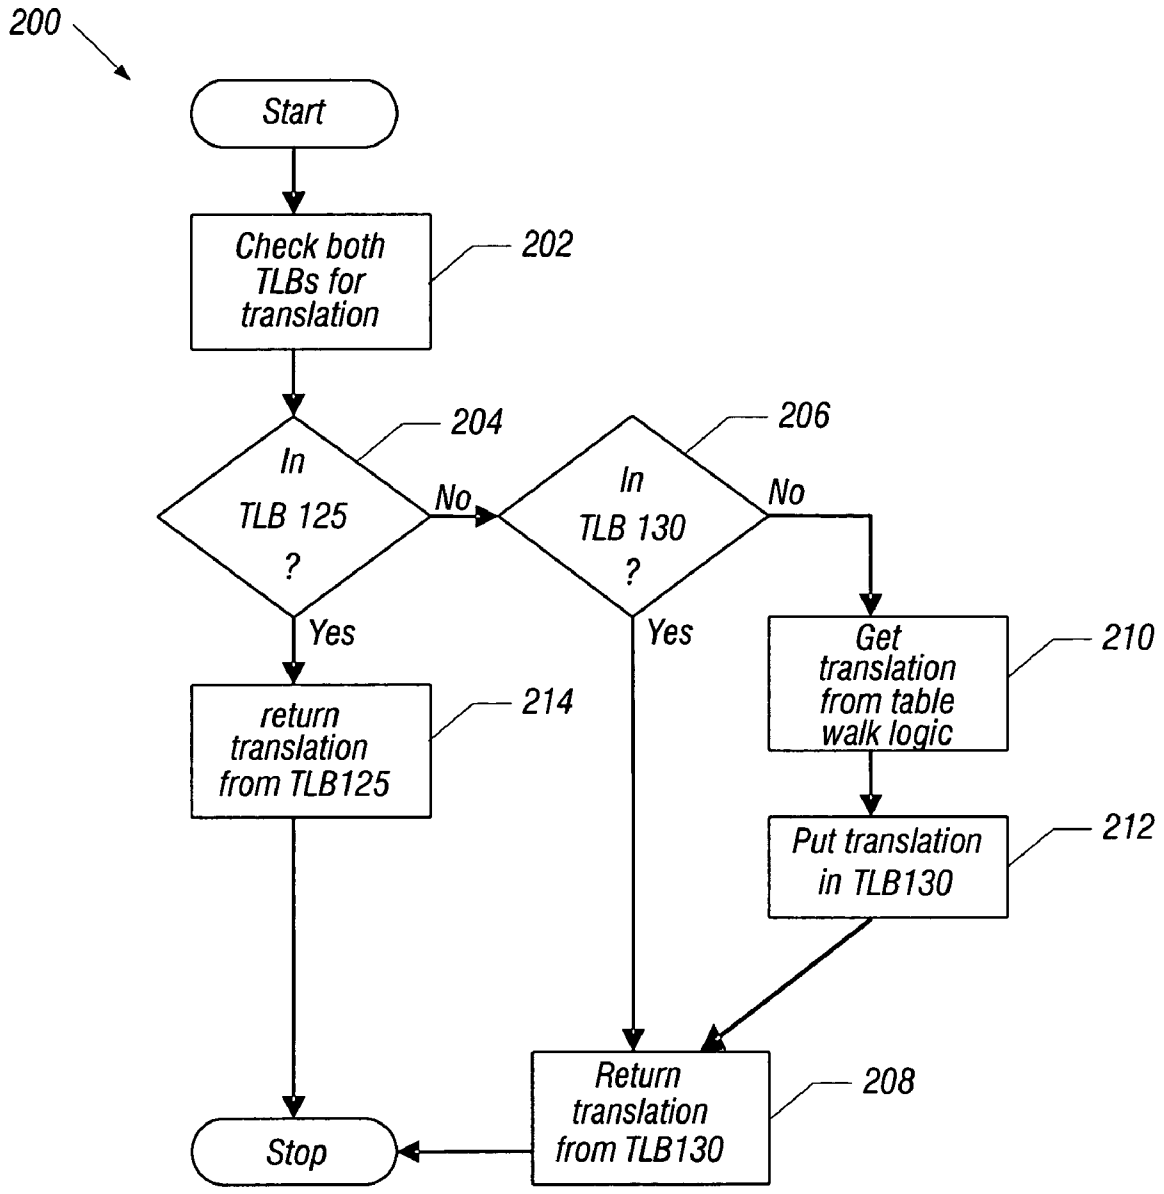 200
Start
Check both
TLBs for
translation
202
In
TLB 125
?
204
No
Yes
In
TLB 130
?
206
No
Yes
return
translation
from TLB125
214
Get
translation
from table
walk logic
210
Put translation
in TLB130
212
Return
translation
from TLB130
208
Stop